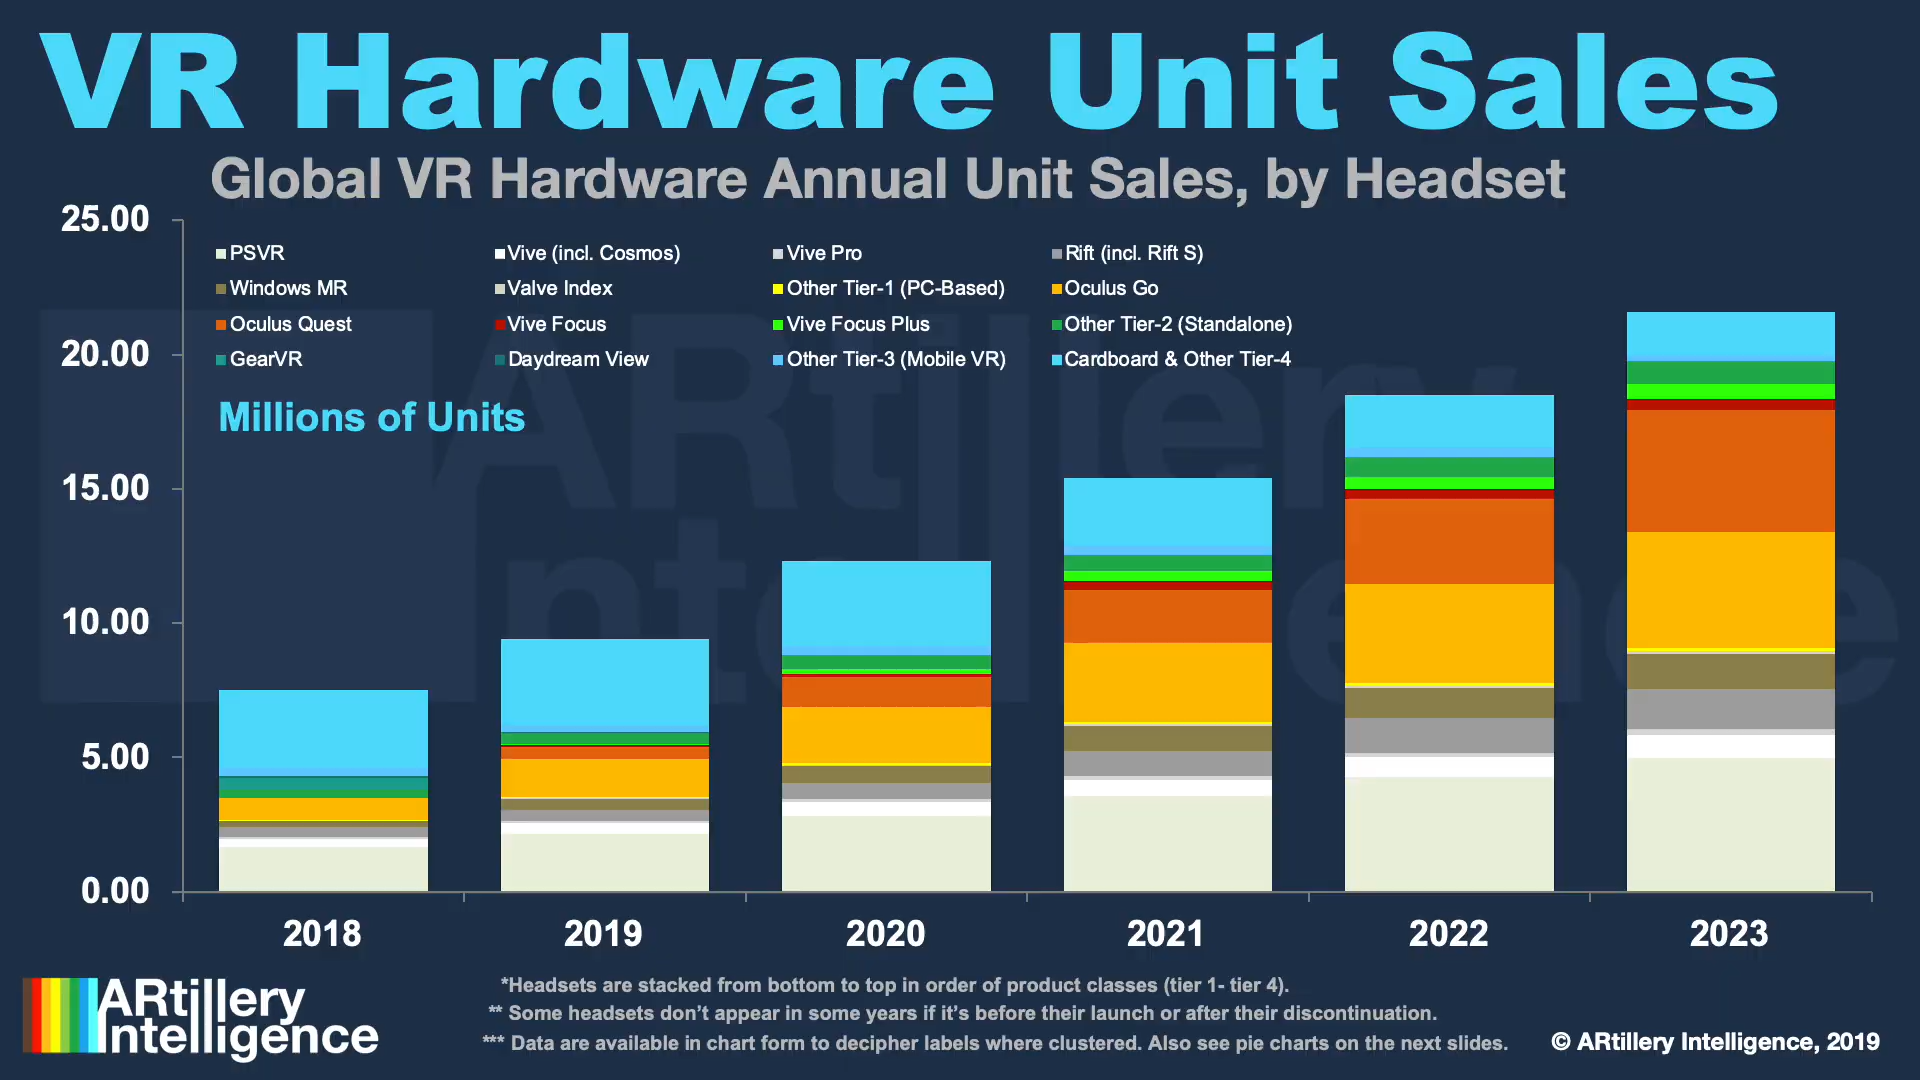 VR Hardware Unit Sales
Global VR Hardware Annual Unit Sales, by Headset
25.00
20.00
15.00
10.00
5.00
0.00
PSVR
Vive (incl. Cosmos)
Vive Pro
Rift (incl. Rift S)
Windows MR
Valve Index
Other Tier-1 (PC-Based)
Oculus Go
Oculus Quest
Vive Focus
Vive Focus Plus
Other Tier-2 (Standalone)
GearVR
Daydream View
Other Tier-3 (Mobile VR)
Cardboard & Other Tier-4
Millions of Units
ARtillery
Intelligence
2018
2019
2020
2021
2022
2023
*Headsets are stacked from bottom to top in order of product classes (tier 1- tier 4).
** Some headsets don’t appear in some years if it’s before their launch or after their discontinuation.
*** Data are available in chart form to decipher labels where clustered. Also see pie charts on the next slides.
ARtillery
Intelligence
© ARtillery Intelligence, 2019